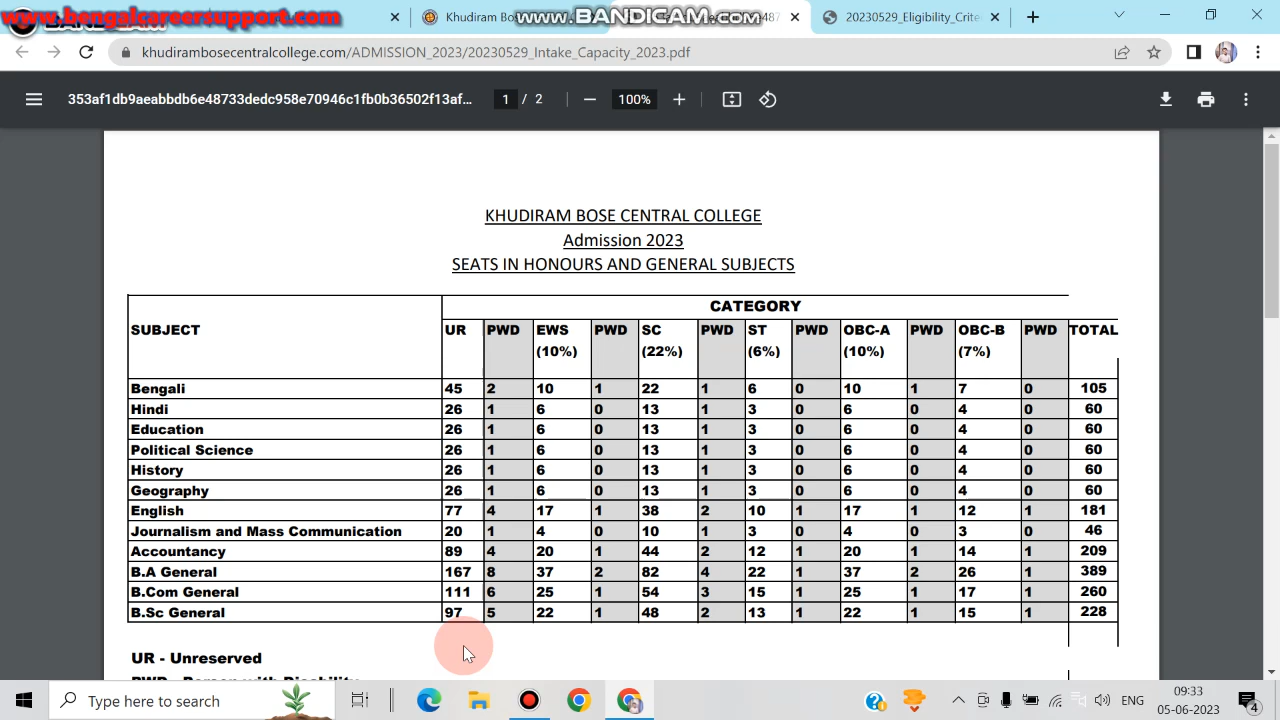 www.bengalcareersupport.com
Khudiram Bo
www.BANDICAM.com
487
20230529_Eligibility_Crite
khudirambosecentralcollege.com/ADMISSION_2023/20230529_Intake_Capacity_2023.pdf
353af1db9aeabbdb6e48733dedc958e70946c1fb0b36502f13af... 1 / 2 100%
KHUDIRAM BOSE CENTRAL COLLEGE
Admission 2023
SEATS IN HONOURS AND GENERAL SUBJECTS
CATEGORY
SUBJECT UR PWD EWS PWD SC PWD ST PWD OBC-A PWD OBC-B PWD TOTAL
(10%) (22%) (6%) (10%) (7%)
Bengali 45 2 10 1 22 1 6 0 10 1 7 0 105
Hindi 26 1 6 0 13 1 3 0 6 0 4 0 60
Education 26 1 6 0 13 1 3 0 6 0 4 0 60
Political Science 26 1 6 0 13 1 3 0 6 0 4 0 60
History 26 1 6 0 13 1 3 0 6 0 4 0 60
Geography 26 1 6 0 13 1 3 0 6 0 4 0 60
English 77 4 17 1 38 2 10 1 17 1 12 1 181
Journalism and Mass Communication 20 1 4 0 10 1 3 0 4 0 3 0 46
Accountancy 89 4 20 1 44 2 12 1 20 1 14 1 209
B.A General 167 8 37 2 82 4 22 1 37 2 26 1 389
B.Com General 111 6 25 1 54 3 15 1 25 1 17 1 260
B.Sc General 97 5 22 1 48 2 13 1 22 1 15 1 228
UR - Unreserved
PWD - Person with Disability
Type here to search
ENG
09:33
05-06-2023
4